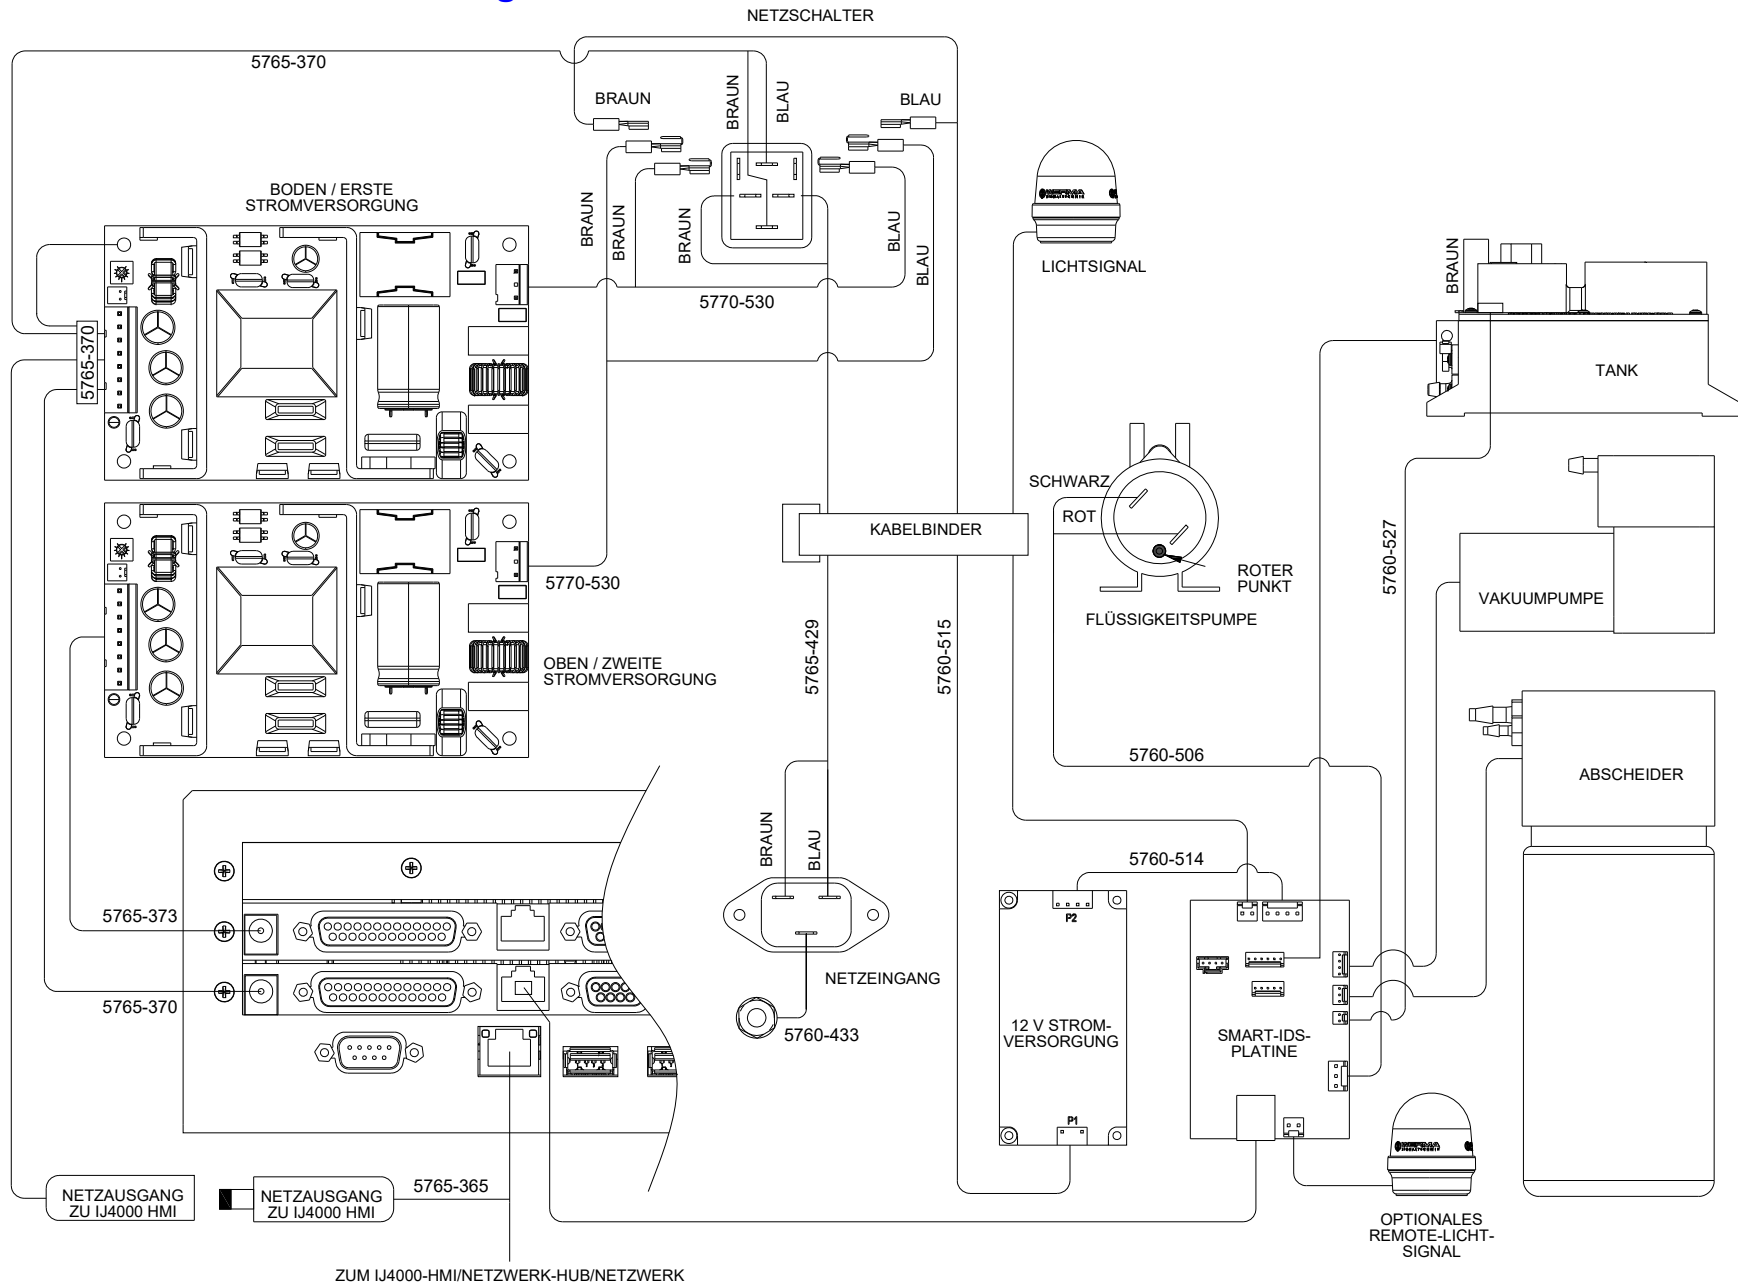 g
NETZSCHALTER
5765-370
BRAUN
BRAUN
BLAU
BLAU
BODEN / ERSTE
STROMVERSORGUNG
BRAUN
BRAUN
BRAUN
BLAU
BLAU
LICHTSIGNAL
BRAUN
5770-530
5765-370
TANK
SCHWARZ
ROT
KABELBINDER
5760-527
ROTER
PUNKT
5770-530
VAKUUMPUMPE
FLÜSSIGKEITSPUMPE
5765-429
5760-515
OBEN / ZWEITE
STROMVERSORGUNG
5760-506
ABSCHEIDER
BRAUN
BLAU
5760-514
5765-373
P2
NETZEINGANG
5765-370
5760-433
12 V STROM-
VERSORGUNG
SMART-IDS-
PLATINE
P1
NETZAUSGANG
ZU IJ4000 HMI
NETZAUSGANG
ZU IJ4000 HMI
5765-365
OPTIONALES
REMOTE-LICHT-
SIGNAL
ZUM IJ4000-HMI/NETZWERK-HUB/NETZWERK